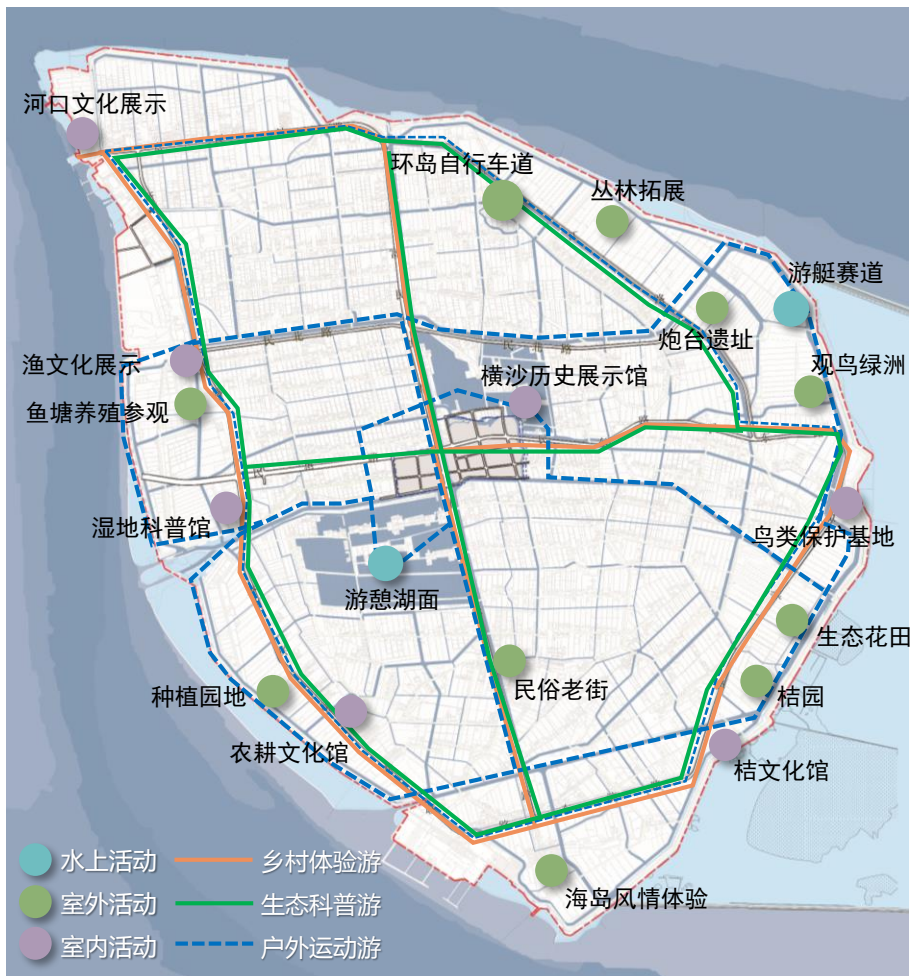 河口文化展示
环岛自行车道
丛林拓展
游艇赛道
炮台遗址
渔文化展示
横沙历史展示馆
观鸟绿洲
鱼塘养殖参观
湿地科普馆
鸟类保护基地
游憩湖面
生态花田
种植园地
民俗老街
桔园
农耕文化馆
桔文化馆
海岛风情体验
民北路
民北路
水上活动
乡村体验游
室外活动
生态科普游
室内活动
户外运动游